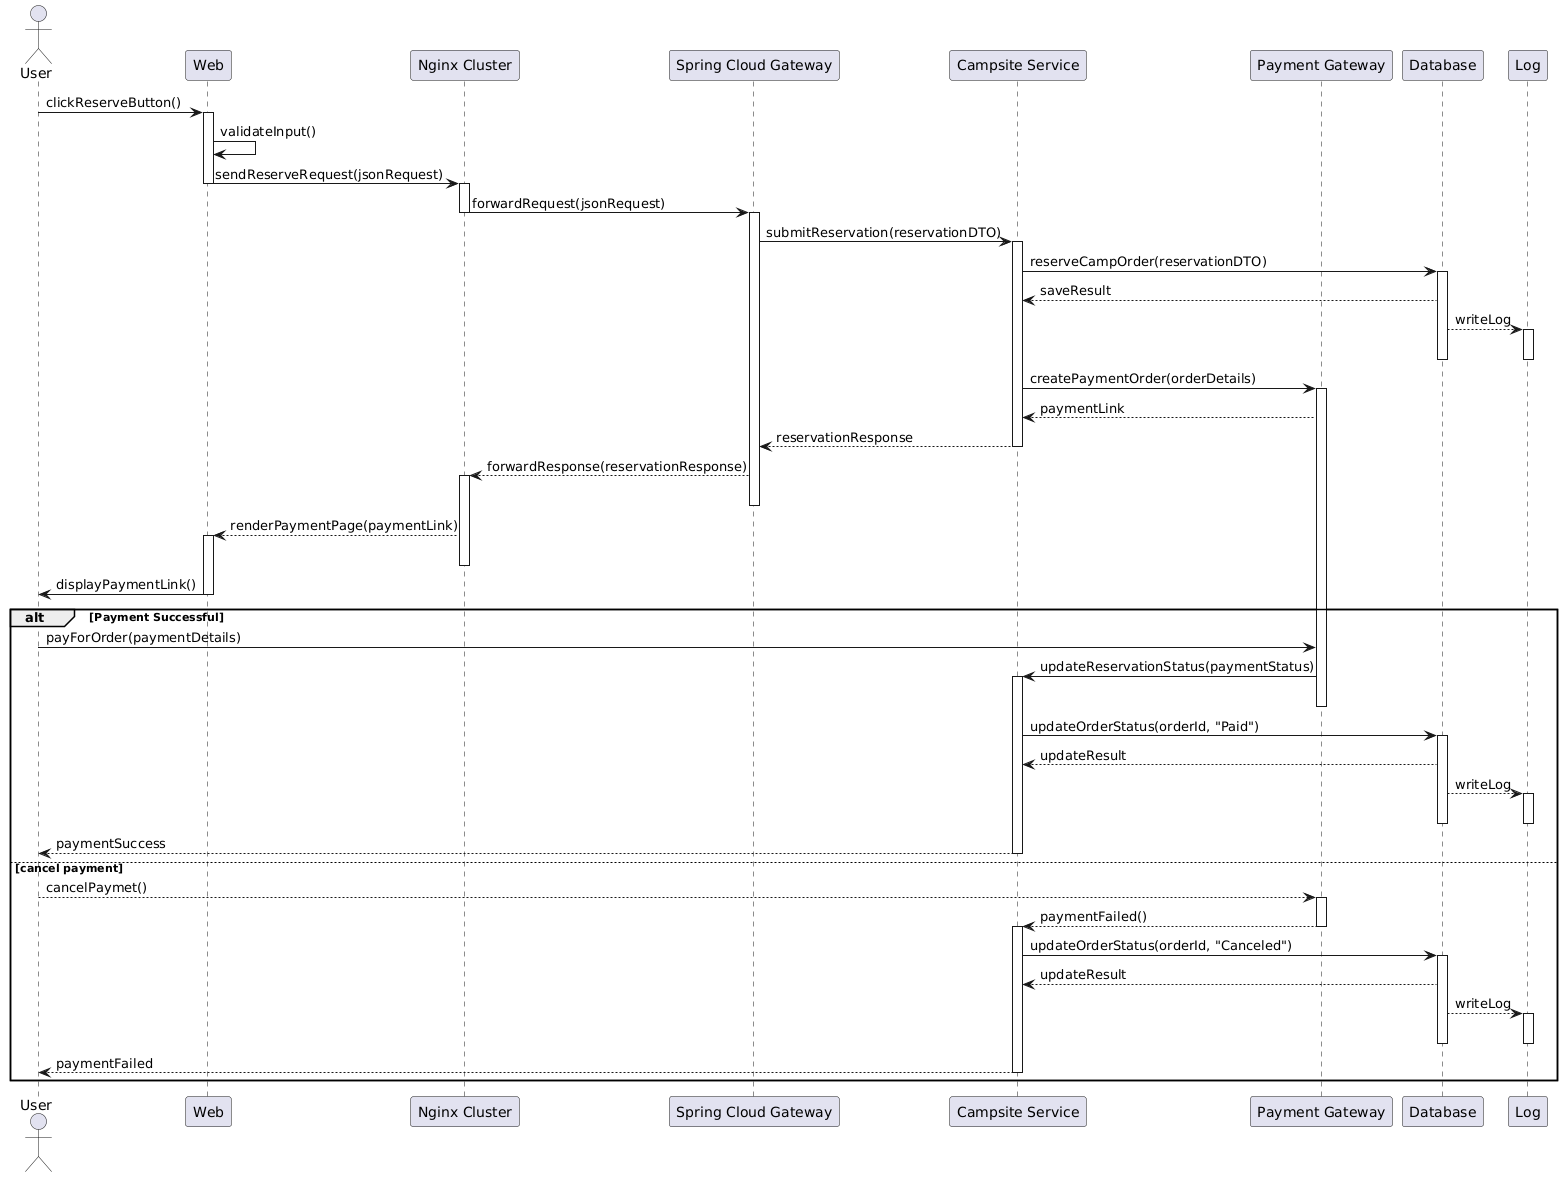 User
Web
Nginx Cluster
Spring Cloud Gateway
Campsite Service
Payment Gateway
Database
Log
clickReserveButton()
validateInput()
sendReserveRequest(jsonRequest)
forwardRequest(jsonRequest)
submitReservation(reservationDTO)
reserveCampOrder(reservationDTO)
saveResult
writeLog
createPaymentOrder(orderDetails)
paymentLink
reservationResponse
forwardResponse(reservationResponse)
renderPaymentPage(paymentLink)
displayPaymentLink()
alt
[Payment Successful]
payForOrder(paymentDetails)
updateReservationStatus(paymentStatus)
updateOrderStatus(orderId, "Paid")
updateResult
writeLog
paymentSuccess
[cancel payment]
cancelPaymet()
paymentFailed()
updateOrderStatus(orderId, "Canceled")
updateResult
writeLog
paymentFailed
User
Web
Nginx Cluster
Spring Cloud Gateway
Campsite Service
Payment Gateway
Database
Log